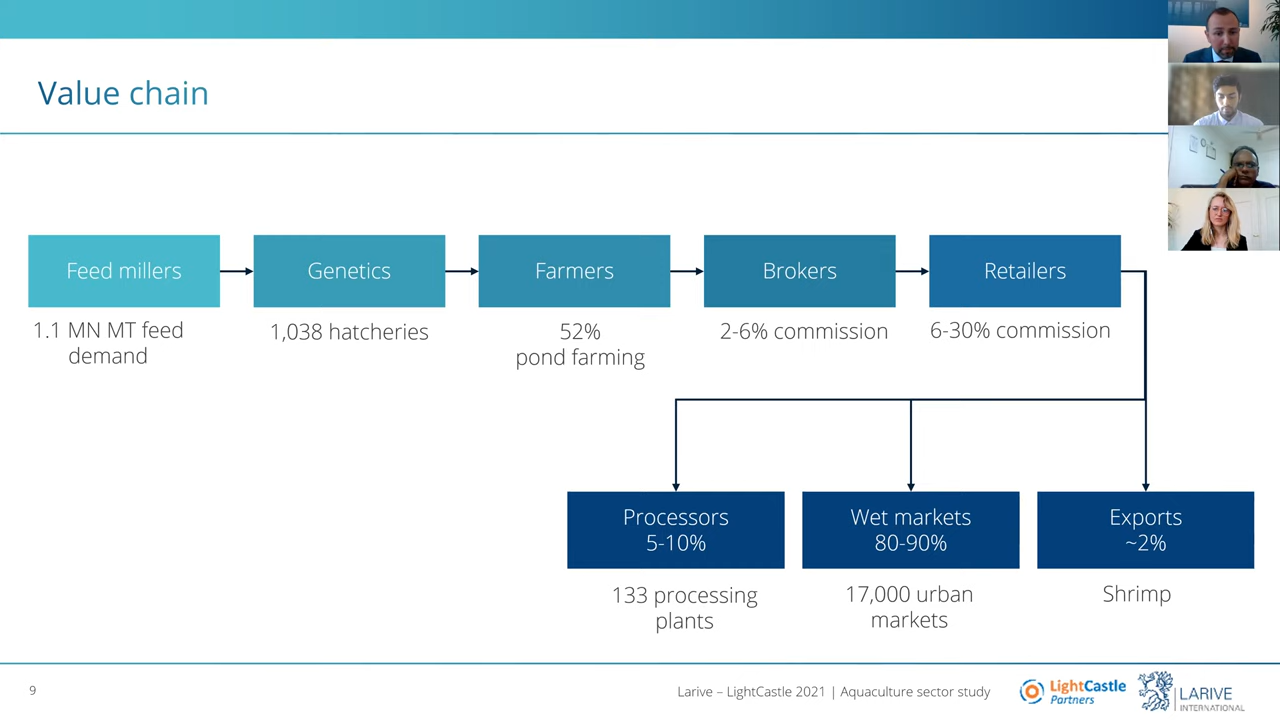 Value chain
Feed millers
Genetics
Farmers
Brokers
Retailers
1.1 MN MT feed
demand
1,038 hatcheries
52%
pond farming
2-6% commission
6-30% commission
Processors
5-10%
Wet markets
80-90%
Exports
~2%
133 processing
plants
17,000 urban
markets
Shrimp
9
Larive – LightCastle 2021 | Aquaculture sector study
LightCastle
Partners
LARIVE
INTERNATIONAL